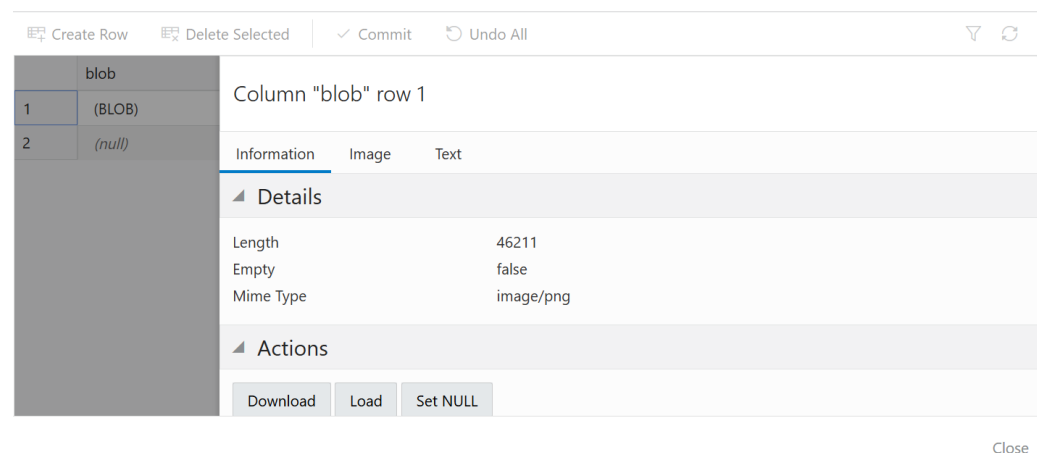 Create Row Delete Selected Commit Undo All
blob
1 (BLOB)
2 (null)
Column "blob" row 1
Information Image Text
Details
Length 46211
Empty false
Mime Type image/png
Actions
Download Load Set NULL
Close